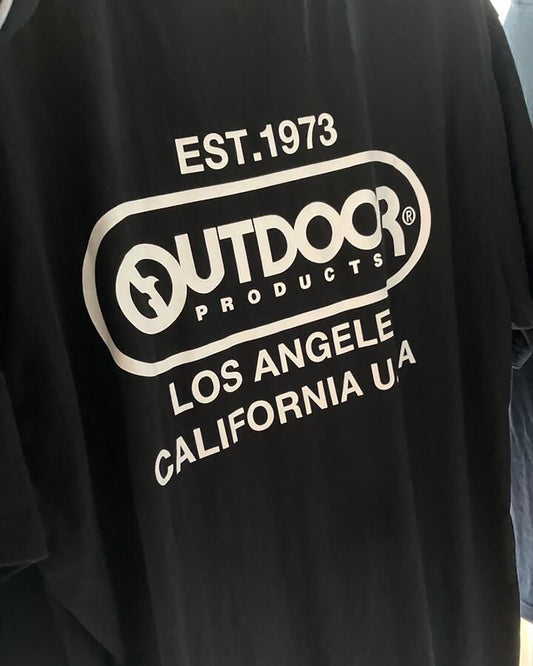 EST.1973
OUTDOOR®
PRODUCTS
LOS ANGELE
CALIFORNIA U.A